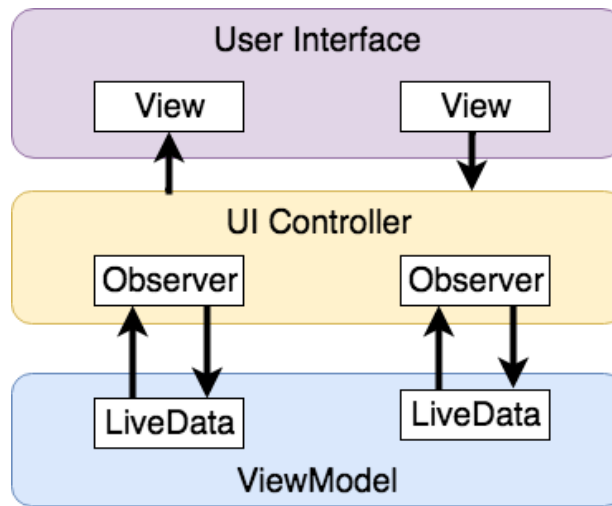 User Interface
View
View
UI Controller
Observer
Observer
LiveData
LiveData
ViewModel